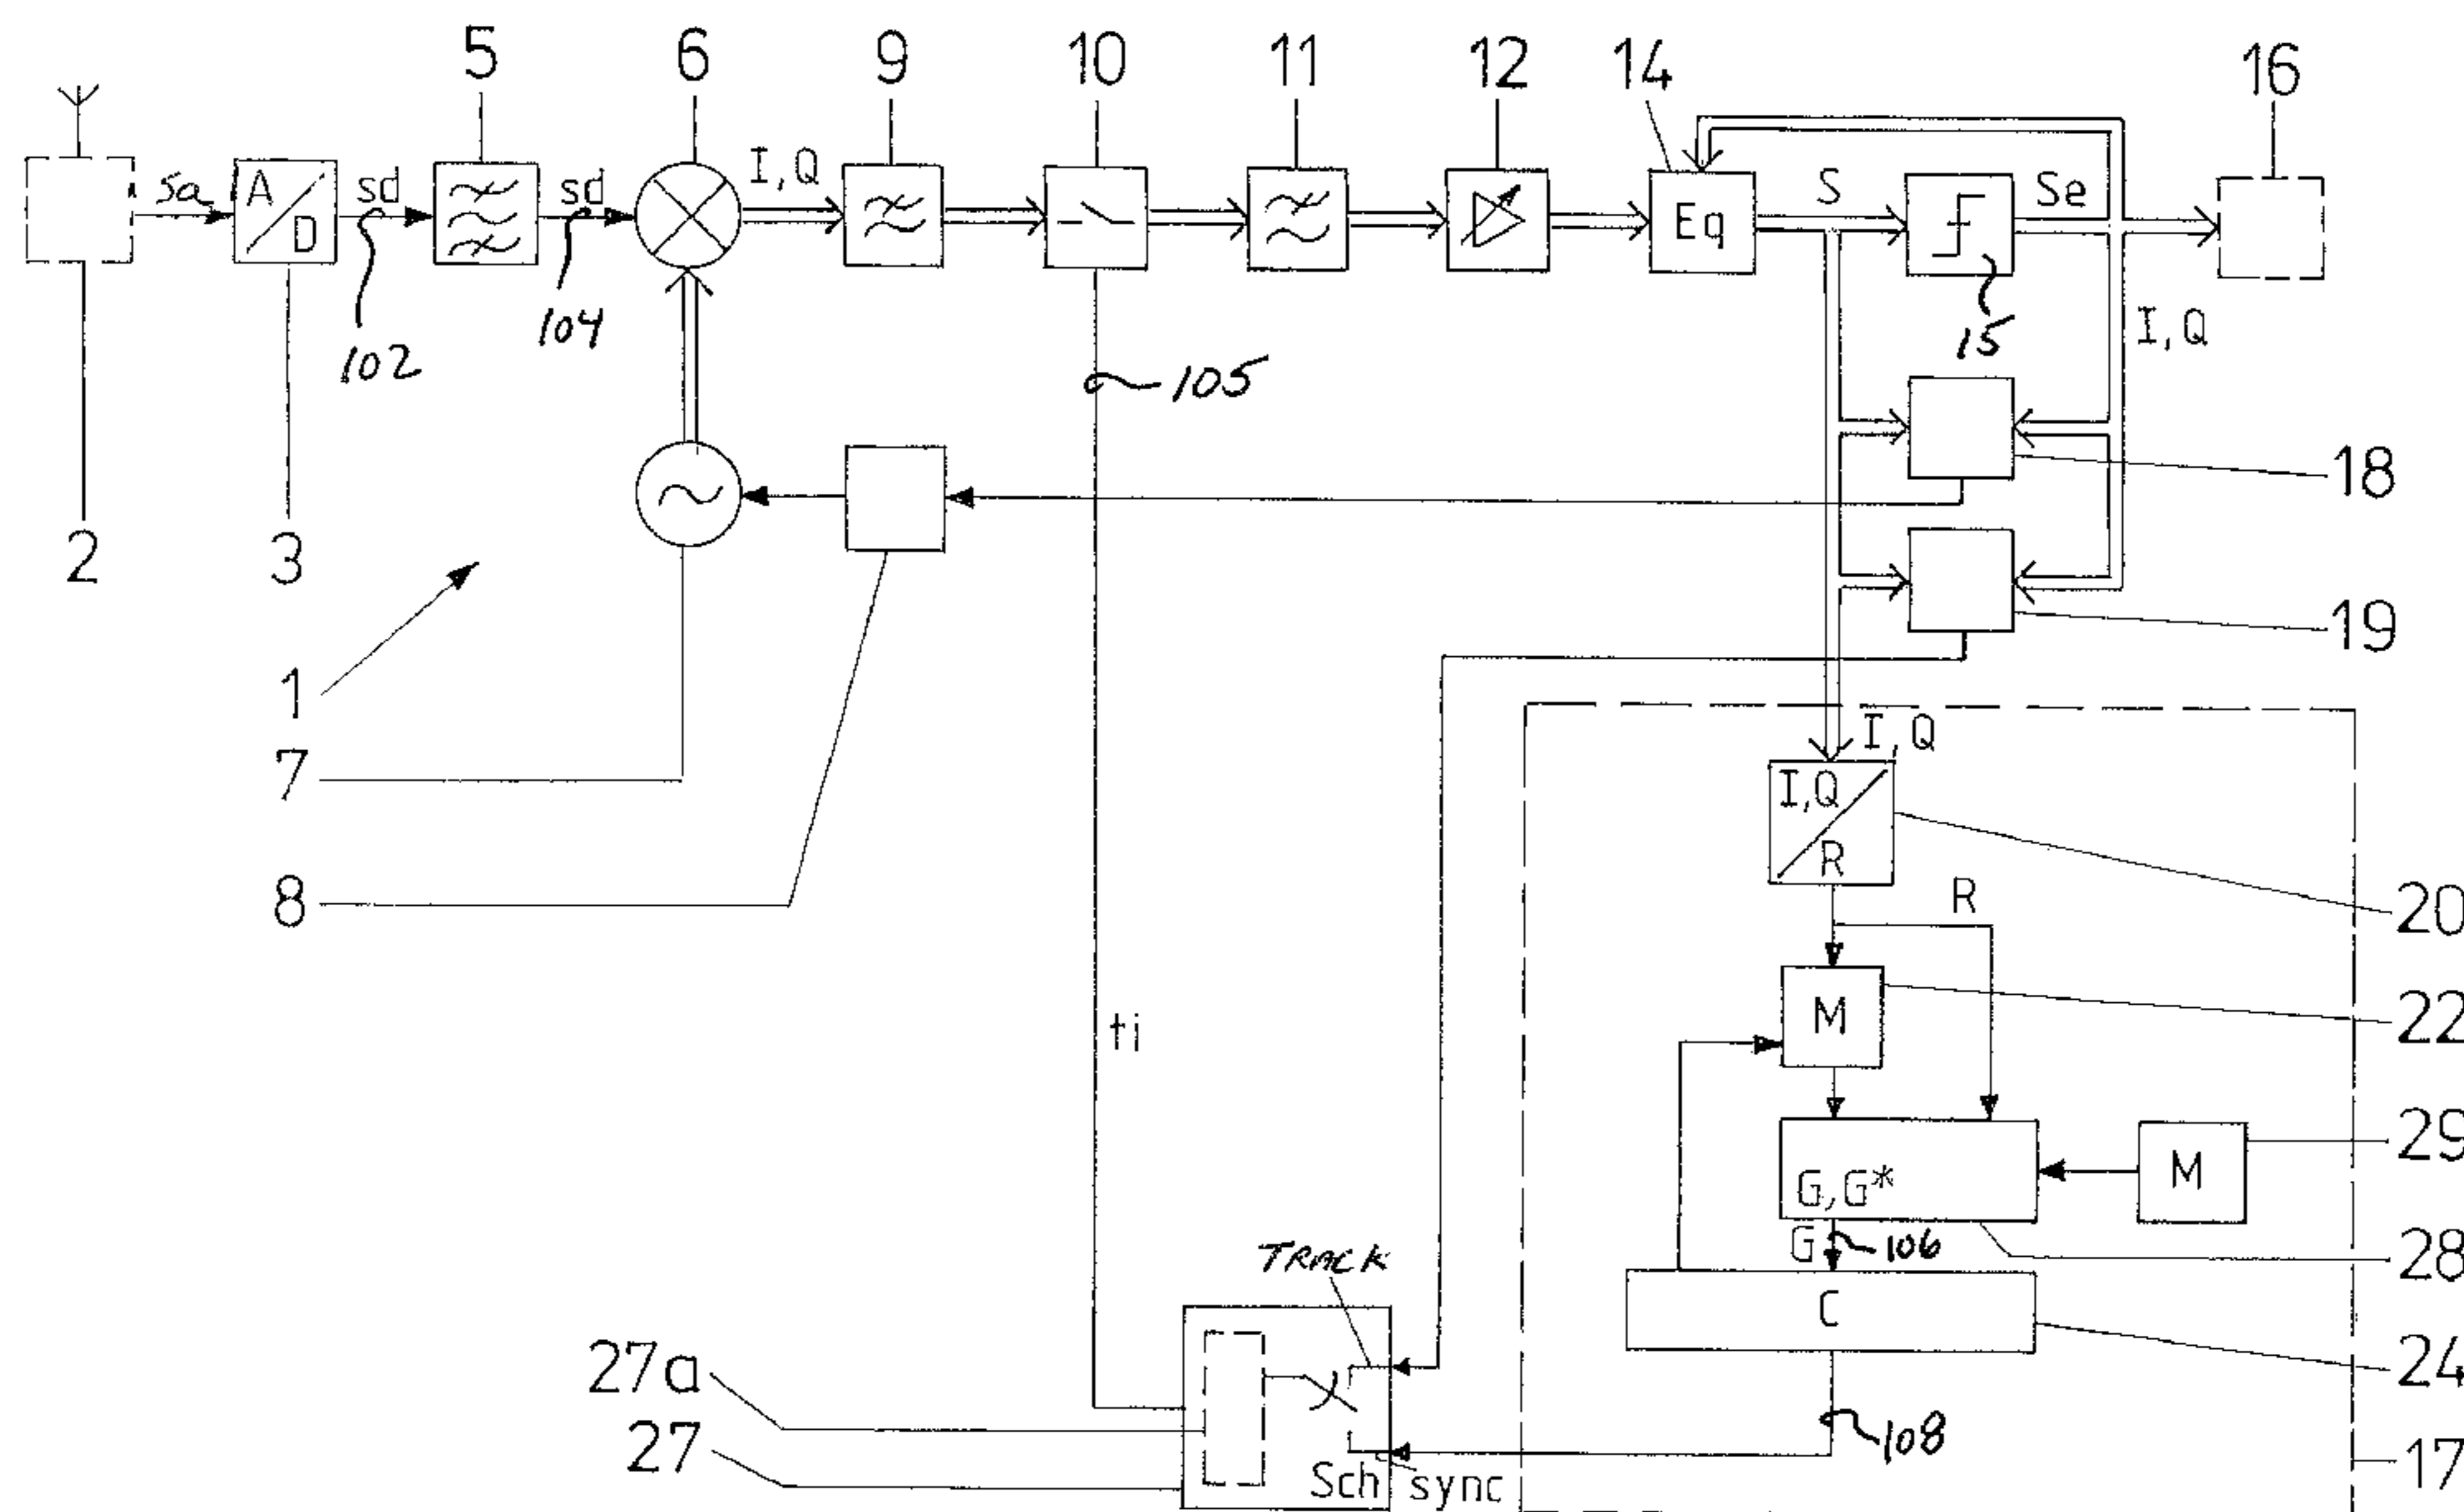 5
6
9
10
11
12
14
16
Sa
A
D
sd
sd
I,Q
Eq
S
Se
102
104
15
I,Q
105
18
2
3
19
1
7
8
I,Q
I,Q
R
R
20
M
22
ti
29
M
G,G*
G
106
28
TRACK
C
24
27a
27
108
Sch
sync
17